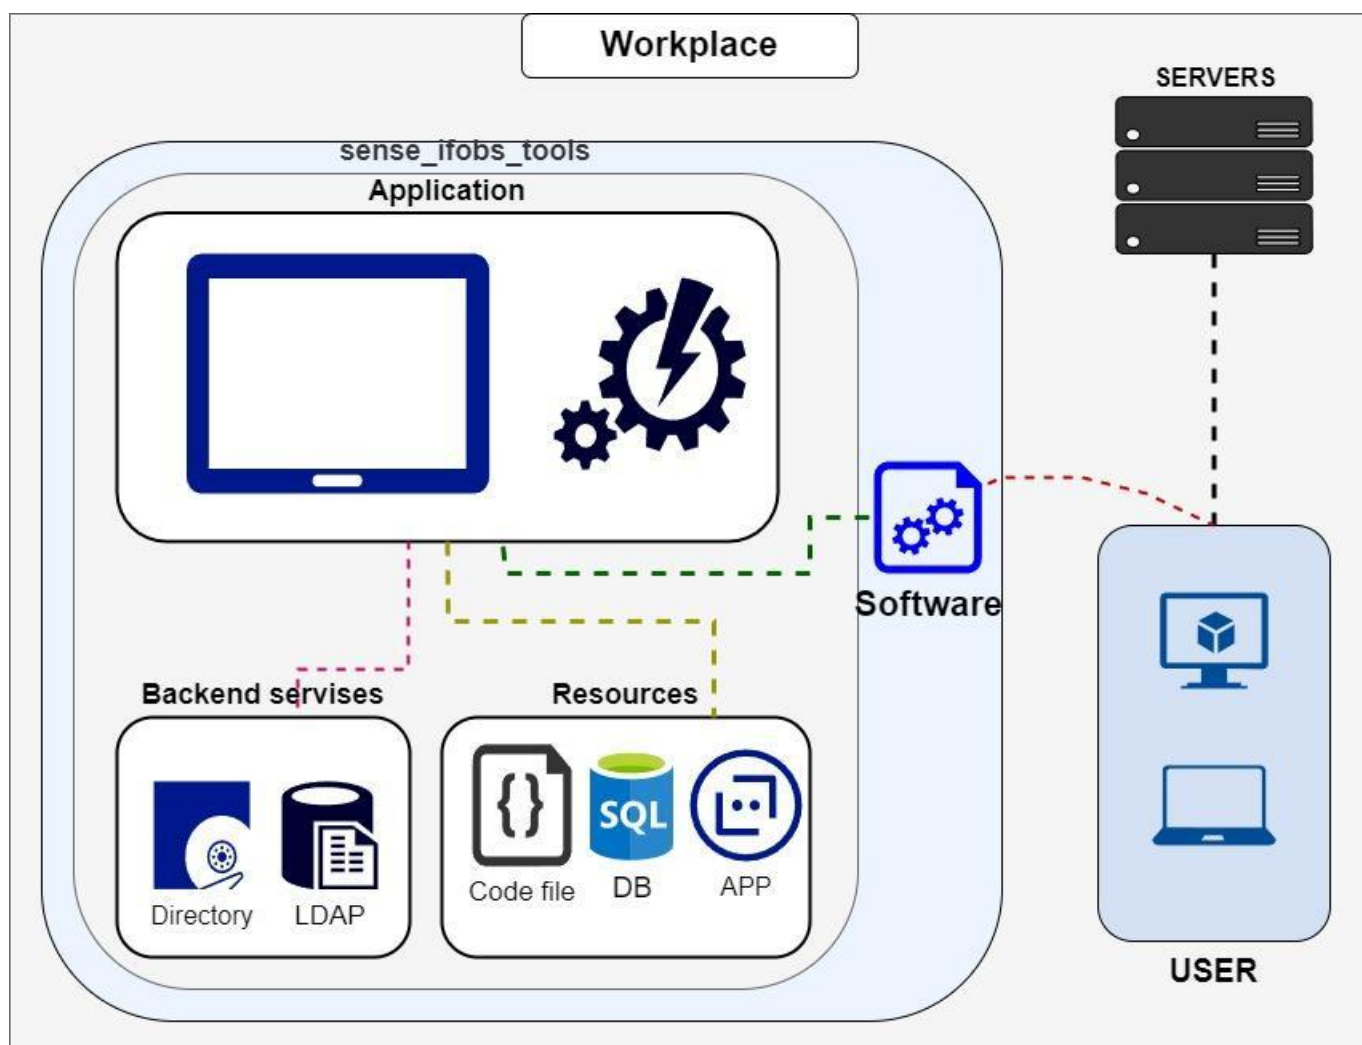 Workplace
SERVERS
sense_ifobs_tools
Application
Software
Backend servises
Resources
SQL
Code file
DB
APP
Directory
LDAP
USER